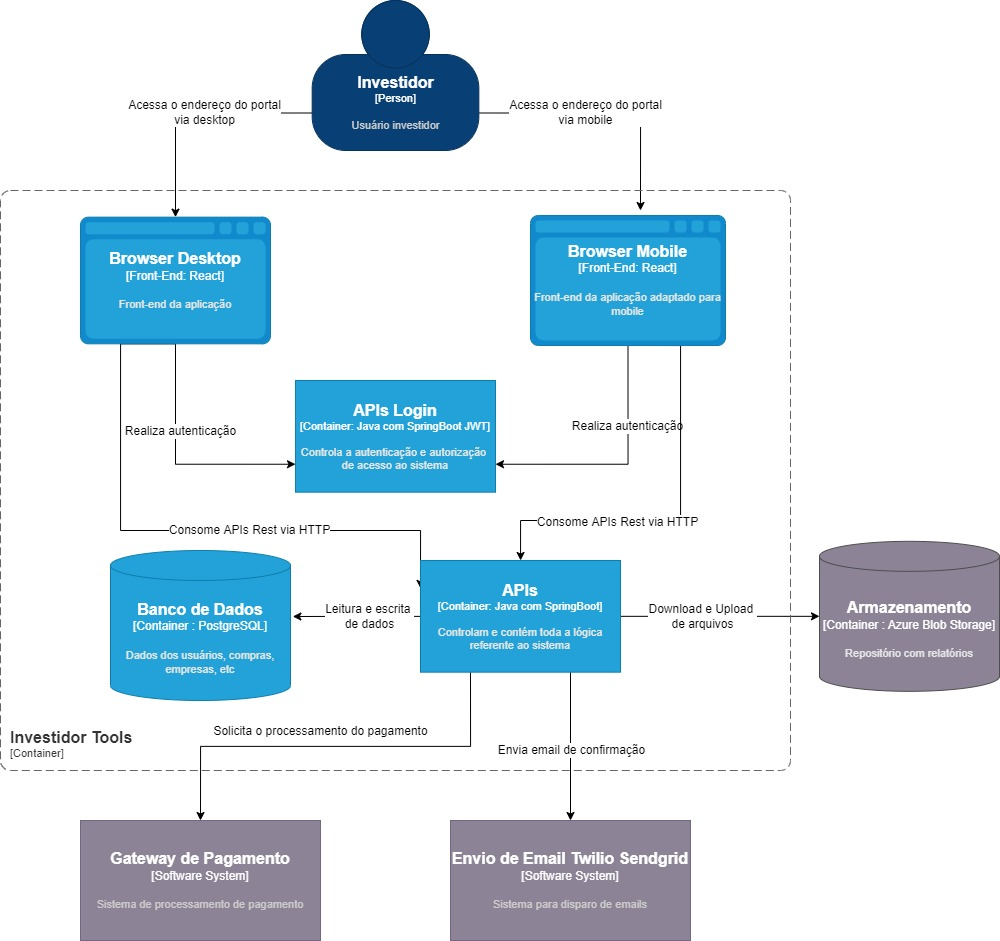 Investidor
[Person]
Usuário investidor
Acessa o endereço do portal
via desktop
Acessa o endereço do portal
via mobile
Browser Desktop
[Front-End: React]
Front-end da aplicação
Browser Mobile
[Front-End: React]
Front-end da aplicação adaptado para
mobile
APIs Login
[Container: Java com SpringBoot JWT]
Controla a autenticação e autorização
de acesso ao sistema
Realiza autenticação
Realiza autenticação
Consome APIs Rest via HTTP
Consome APIs Rest via HTTP
Banco de Dados
[Container : PostgreSQL]
Dados dos usuários, compras,
empresas, etc
Leitura e escrita
de dados
APIs
[Container: Java com SpringBoot]
Controlam e contém toda a lógica
referente ao sistema
Download e Upload
de arquivos
Armazenamento
[Container : Azure Blob Storage]
Repositório com relatórios
Investidor Tools
[Container]
Solicita o processamento do pagamento
Envia email de confirmação
Gateway de Pagamento
[Software System]
Sistema de processamento de pagamento
Envio de Email Twilio Sendgrid
[Software System]
Sistema para disparo de emails